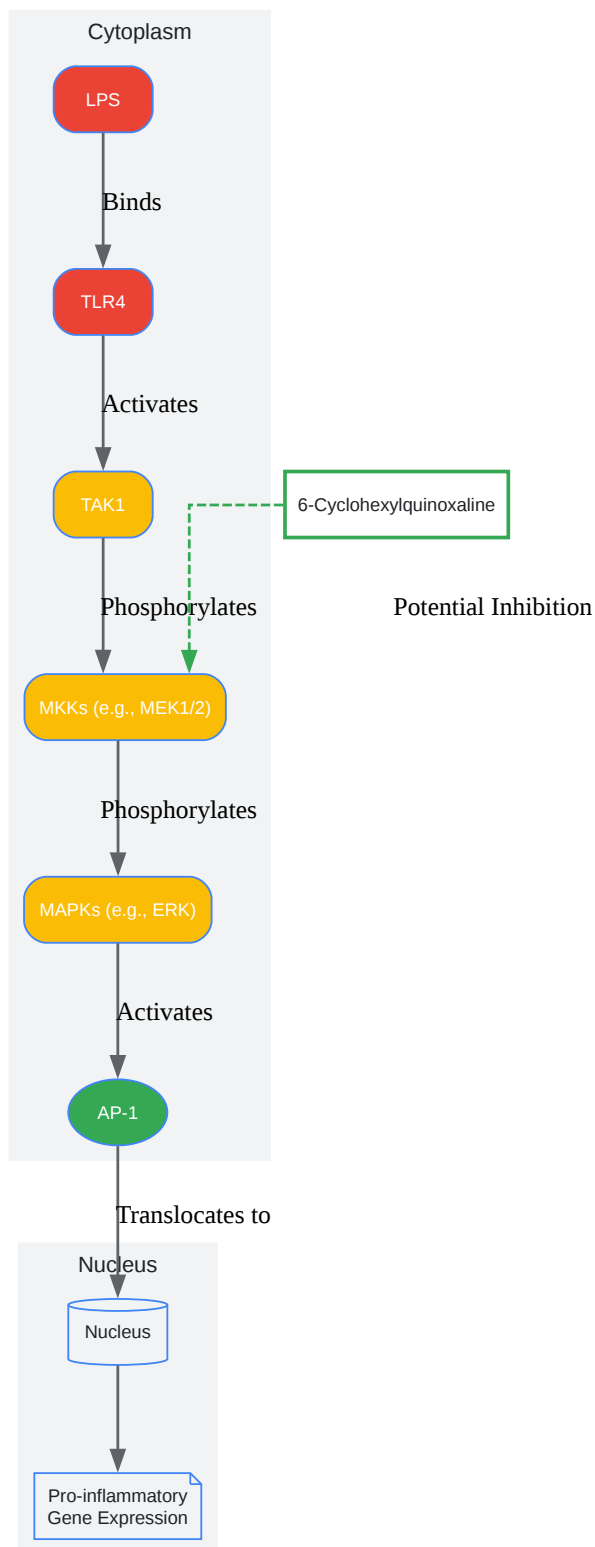 Cytoplasm
LPS
Binds
TLR4
Activates
TAK1
6-Cyclohexylquinoxaline
Phosphorylates
Potential Inhibition
MKKs (e.g., MEK1/2)
Phosphorylates
MAPKs (e.g., ERK)
Activates
AP-1
Translocates to
Nucleus
Nucleus
Pro-inflammatory
Gene Expression